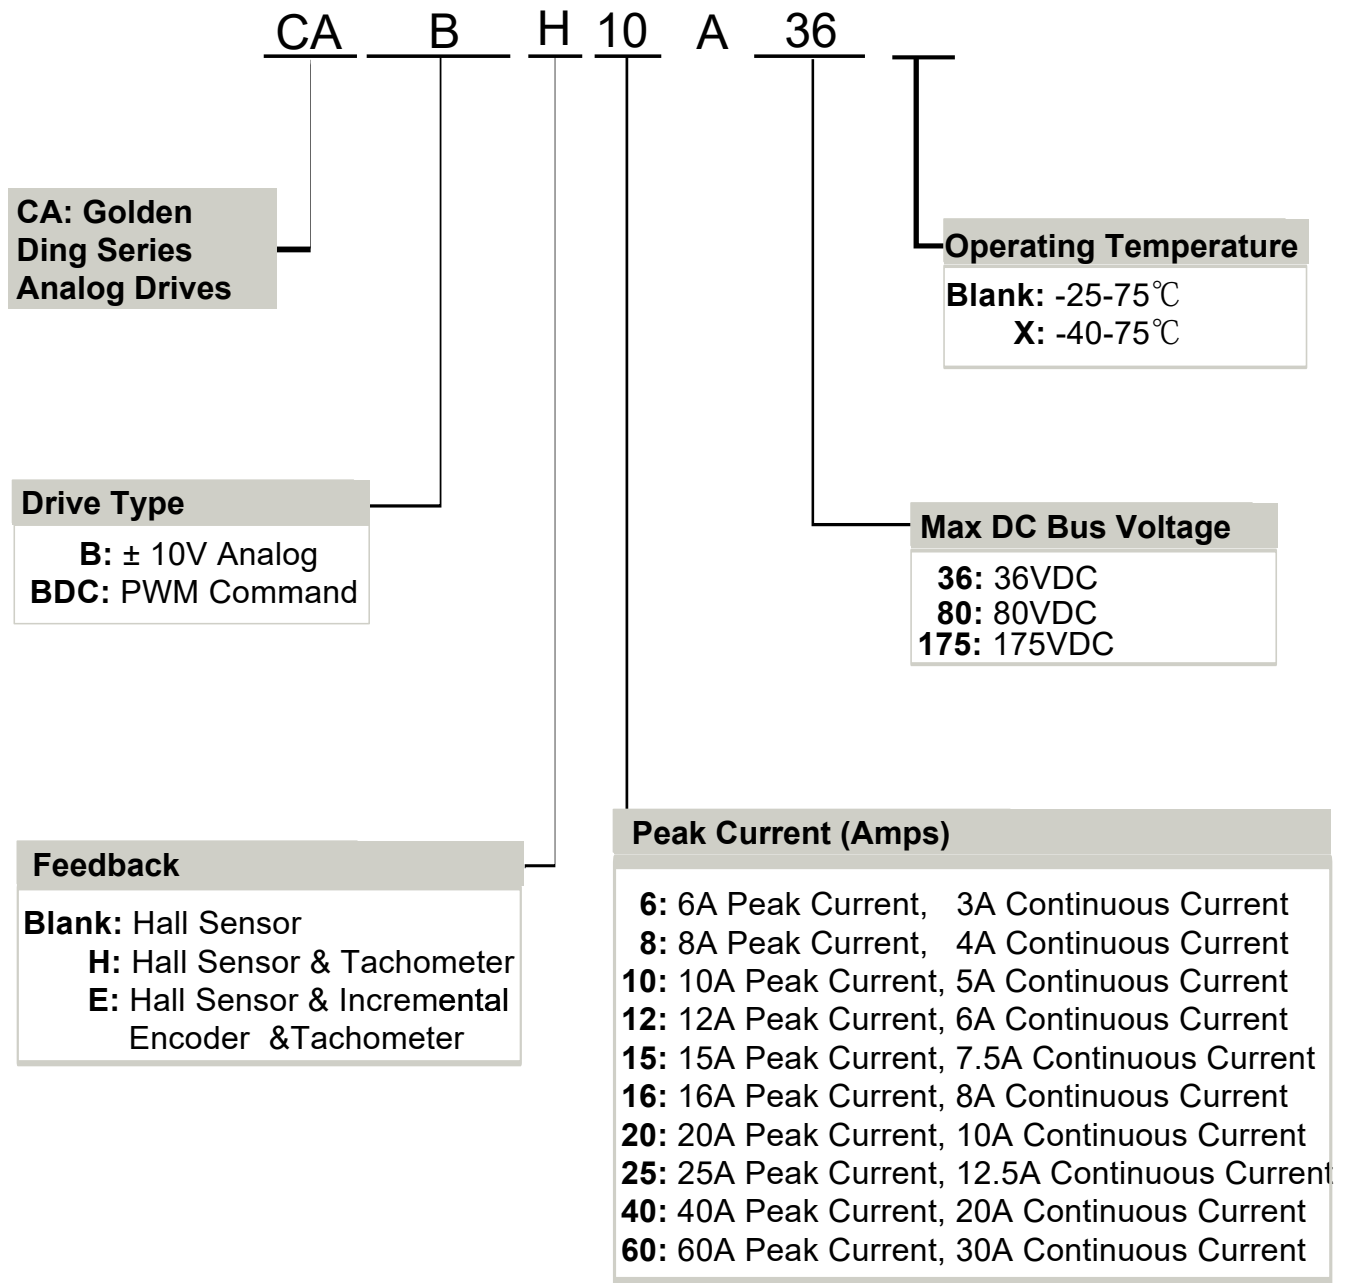 CA B H 10 A 36
CA: Golden
Ding Series
Analog Drives
Operating Temperature
Blank: -25-75℃
X: -40-75℃
Drive Type
B: ± 10V Analog
BDC: PWM Command
Max DC Bus Voltage
36: 36VDC
80: 80VDC
175: 175VDC
Feedback
Blank: Hall Sensor
H: Hall Sensor & Tachometer
E: Hall Sensor & Incremental
Encoder &Tachometer
Peak Current (Amps)
6: 6A Peak Current, 3A Continuous Current
8: 8A Peak Current, 4A Continuous Current
10: 10A Peak Current, 5A Continuous Current
12: 12A Peak Current, 6A Continuous Current
15: 15A Peak Current, 7.5A Continuous Current
16: 16A Peak Current, 8A Continuous Current
20: 20A Peak Current, 10A Continuous Current
25: 25A Peak Current, 12.5A Continuous Current
40: 40A Peak Current, 20A Continuous Current
60: 60A Peak Current, 30A Continuous Current